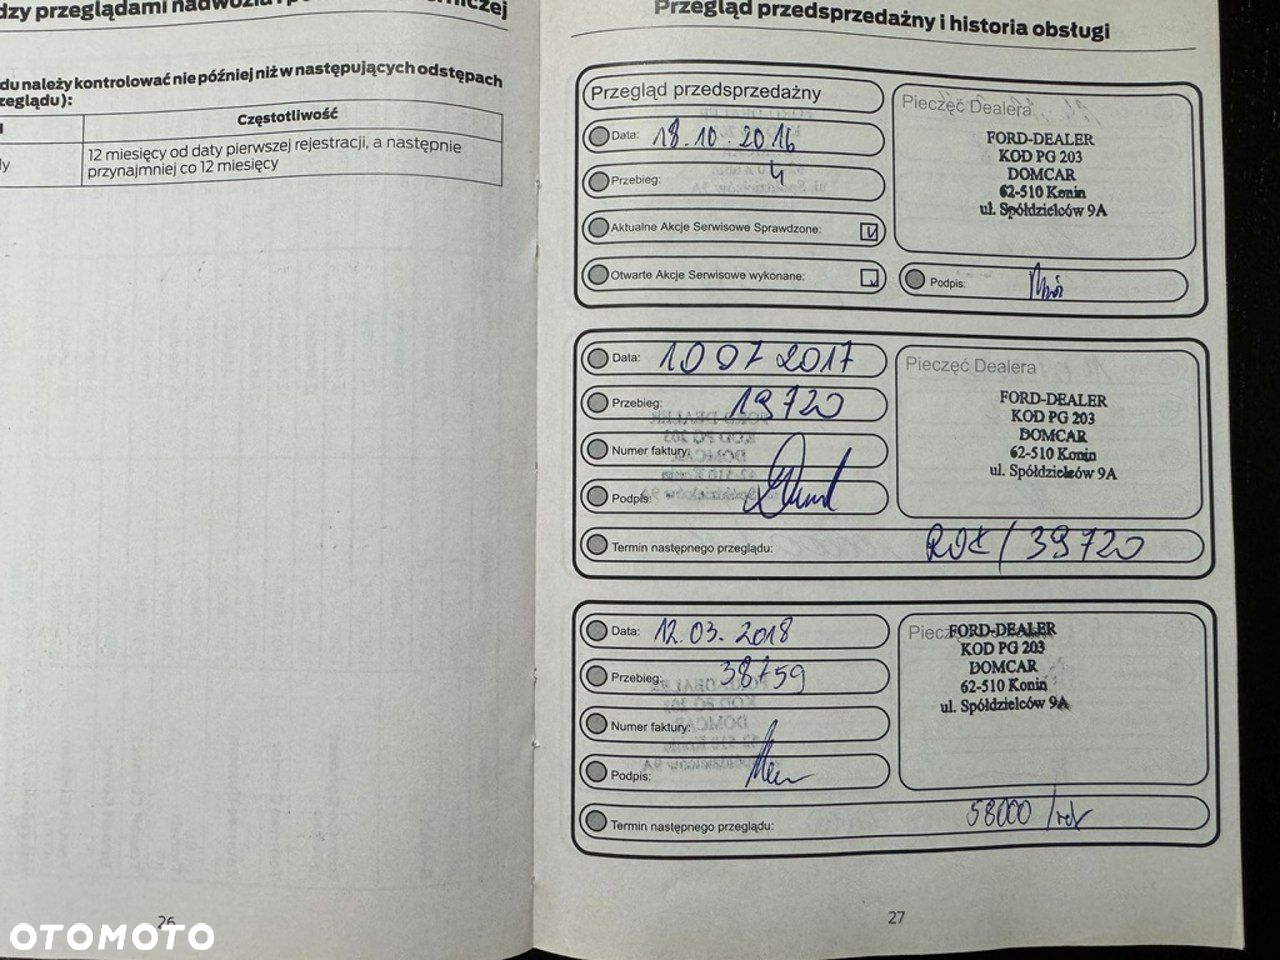 przeglądami nadwozia i
du należy kontrolować nie później niż w następujących odstępach
zeglądu):
Częstotliwość
ly
12 miesięcy od daty pierwszej rejestracji, a następnie
przynajmniej co 12 miesięcy
26
Przegląd przedsprzedażny i historia obsługi
Przegląd przedsprzedażny
Data: 18.10.2016
Przebieg: 4
Aktualne Akcje Serwisowe Sprawdzone:
Otwarte Akcje Serwisowe wykonane:
Pieczęć Dealera
FORD-DEALER
KOD PG 203
DOMCAR
62-510 Konin
ul. Spółdzielców 9A
Podpis:
Data: 10 07 2017
Przebieg: 19720
Numer faktury:
Podpis:
Pieczęć Dealera
FORD-DEALER
KOD PG 203
DOMCAR
62-510 Konin
ul. Spółdzielców 9A
Termin następnego przeglądu: ROK / 39720
Data: 12.03.2018
Przebieg: 38759
Numer faktury:
Podpis:
FORD-DEALER
KOD PG 203
DOMCAR
62-510 Konin
ul. Spółdzielców 9A
Termin następnego przeglądu: 58000 / rok
27
OTOMOTO